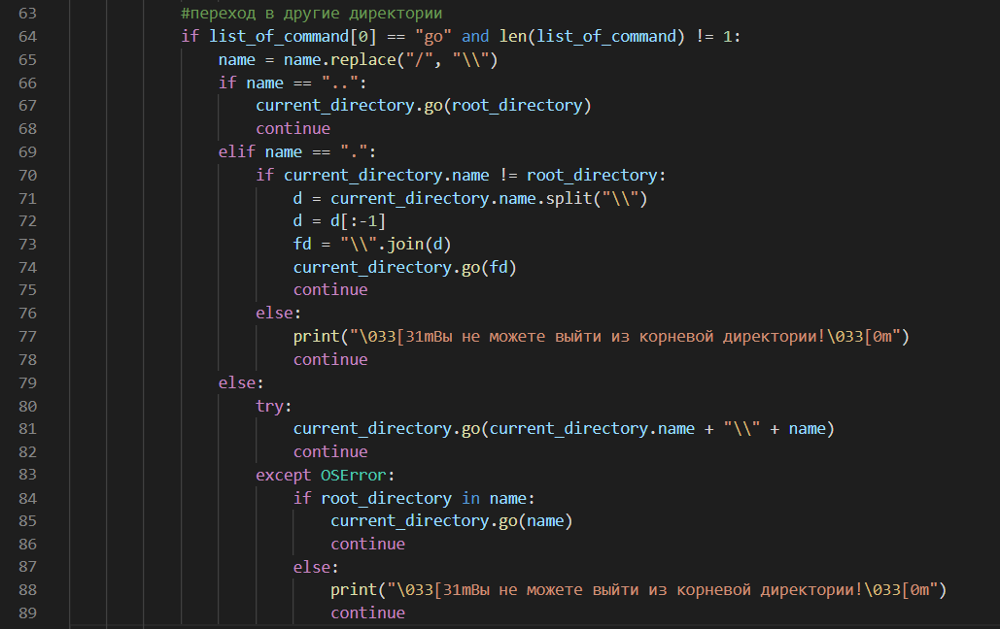 63 #переход в другие директории
64 if list_of_command[0] == "go" and len(list_of_command) != 1:
65 name = name.replace("/", "\\")
66 if name == "..":
67 current_directory.go(root_directory)
68 continue
69 elif name == ".":
70 if current_directory.name != root_directory:
71 d = current_directory.name.split("\\")
72 d = d[:-1]
73 fd = "\\".join(d)
74 current_directory.go(fd)
75 continue
76 else:
77 print("\033[31mВы не можете выйти из корневой директории!\033[0m")
78 continue
79 else:
80 try:
81 current_directory.go(current_directory.name + "\\" + name)
82 continue
83 except OSError:
84 if root_directory in name:
85 current_directory.go(name)
86 continue
87 else:
88 print("\033[31mВы не можете выйти из корневой директории!\033[0m")
89 continue